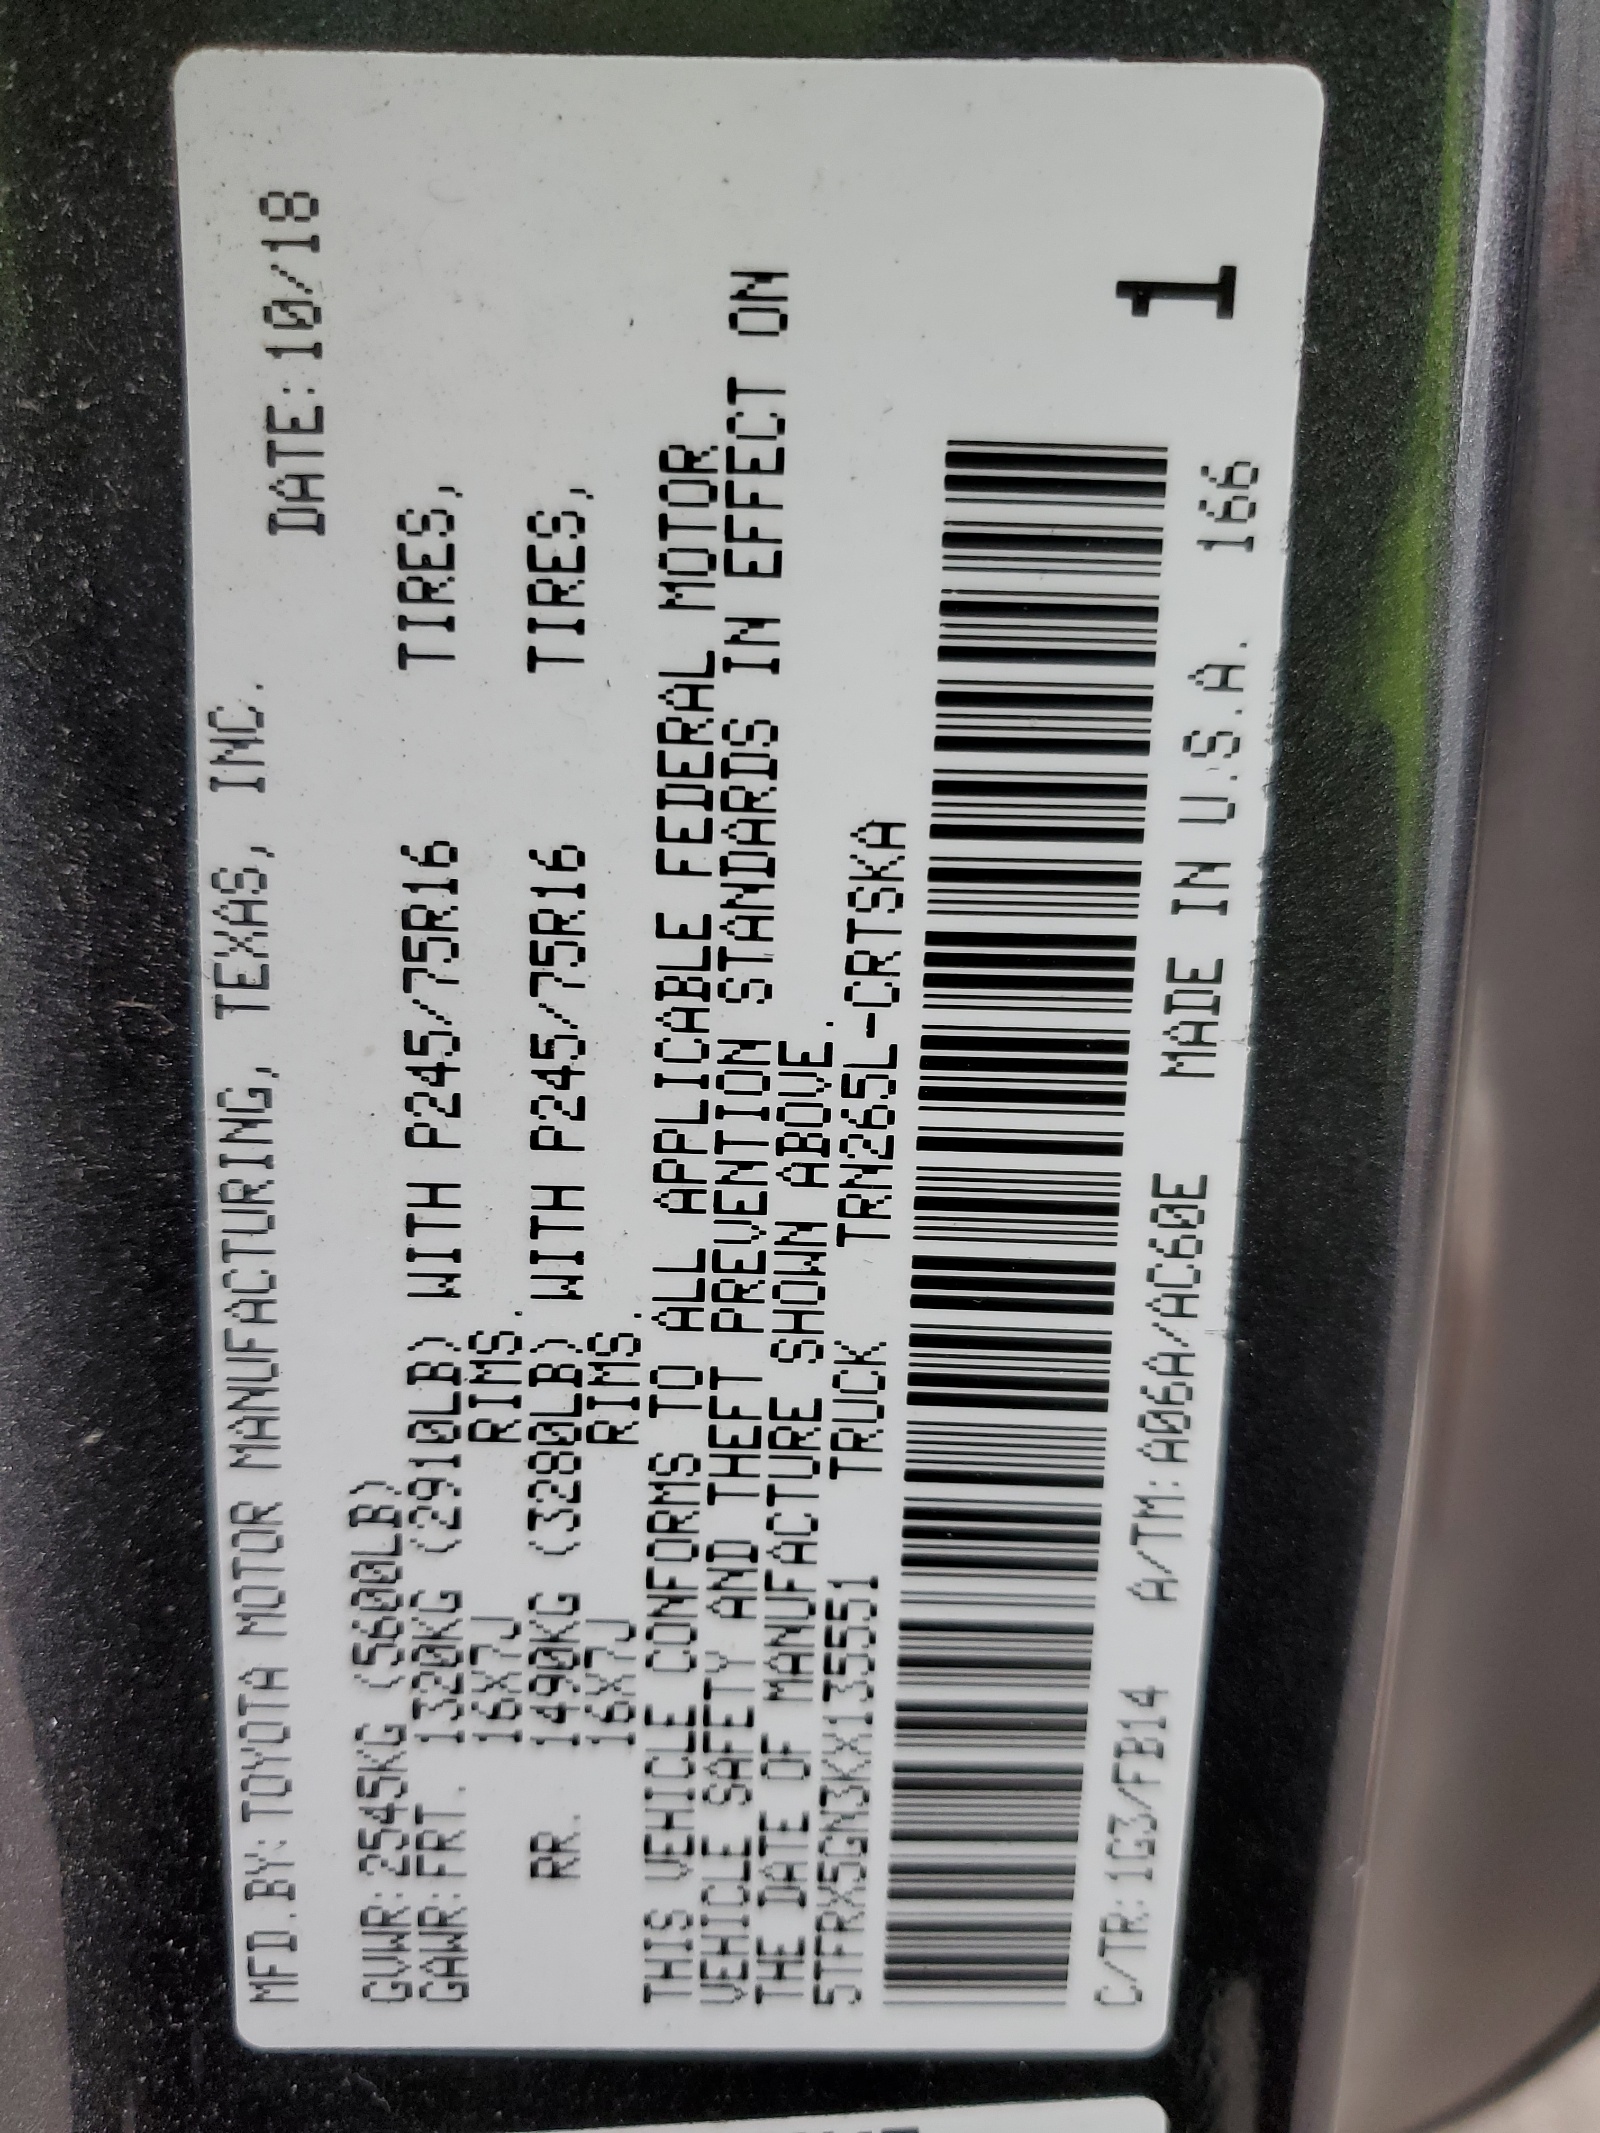 MFD.BY:TOYOTA MOTOR MANUFACTURING, TEXAS, INC.
DATE:10/18
GVWR:2545KG (5600LB)
GAWR:FRT. 1320KG (2910LB) WITH P245/75R16 TIRES,
16X7J RIMS.
RR. 1490KG (3280LB) WITH P245/75R16 TIRES,
16X7J RIMS.
THIS VEHICLE CONFORMS TO ALL APPLICABLE FEDERAL MOTOR
VEHICLE SAFETY AND THEFT PREVENTION STANDARDS IN EFFECT ON
THE DATE OF MANUFACTURE SHOWN ABOVE.
5TFRX5GN3KX135551 TRUCK TRN265L-CRTSKA
C/TR:1G3/FB14 A/TM:A06A/AC60E MADE IN U.S.A. 166
1